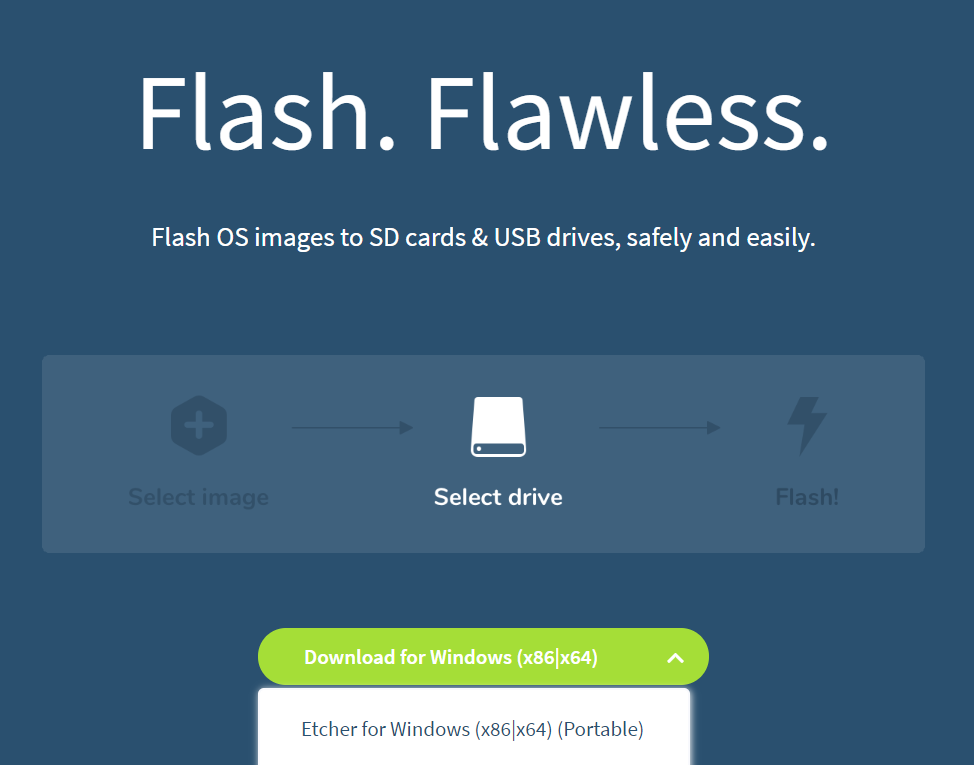 Flash. Flawless.
Flash OS images to SD cards & USB drives, safely and easily.
Select image
Select drive
Flash!
Download for Windows (x86|x64)
Etcher for Windows (x86|x64) (Portable)